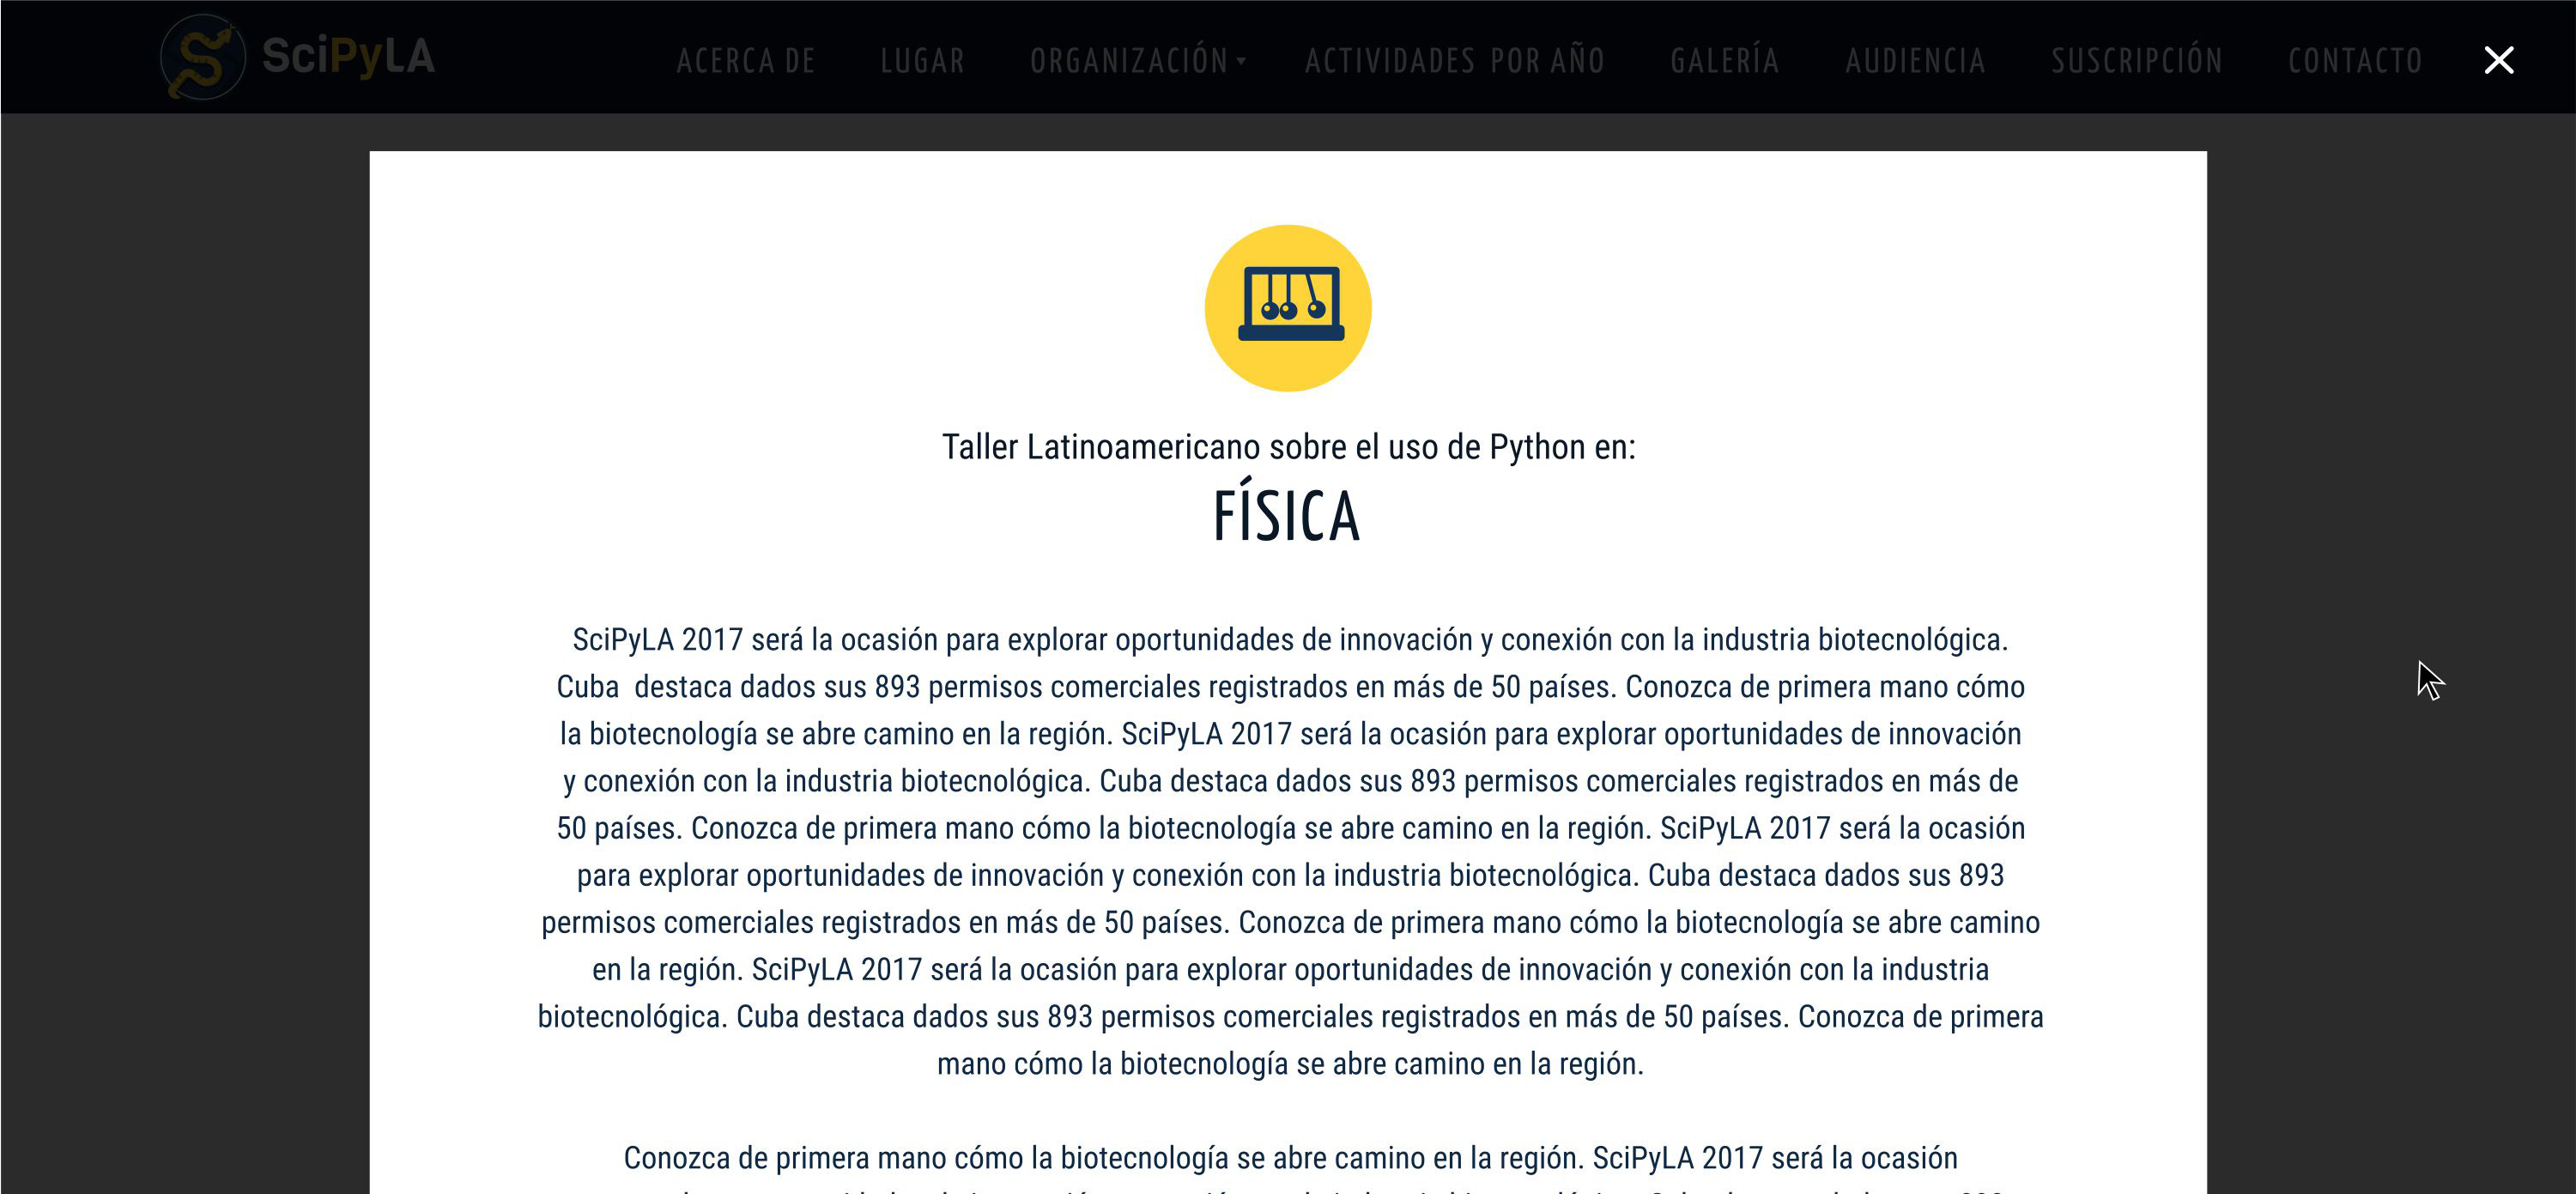 SciPyLA
ACERCA DE LUGAR ORGANIZACIÓN ACTIVIDADES POR AÑO GALERÍA AUDIENCIA SUSCRIPCIÓN CONTACTO
Taller Latinoamericano sobre el uso de Python en:
FÍSICA
SciPyLA 2017 será la ocasión para explorar oportunidades de innovación y conexión con la industria biotecnológica.
Cuba destaca dados sus 893 permisos comerciales registrados en más de 50 países. Conozca de primera mano cómo
la biotecnología se abre camino en la región. SciPyLA 2017 será la ocasión para explorar oportunidades de innovación
y conexión con la industria biotecnológica. Cuba destaca dados sus 893 permisos comerciales registrados en más de
50 países. Conozca de primera mano cómo la biotecnología se abre camino en la región. SciPyLA 2017 será la ocasión
para explorar oportunidades de innovación y conexión con la industria biotecnológica. Cuba destaca dados sus 893
permisos comerciales registrados en más de 50 países. Conozca de primera mano cómo la biotecnología se abre camino
en la región. SciPyLA 2017 será la ocasión para explorar oportunidades de innovación y conexión con la industria
biotecnológica. Cuba destaca dados sus 893 permisos comerciales registrados en más de 50 países. Conozca de primera
mano cómo la biotecnología se abre camino en la región.
Conozca de primera mano cómo la biotecnología se abre camino en la región. SciPyLA 2017 será la ocasión